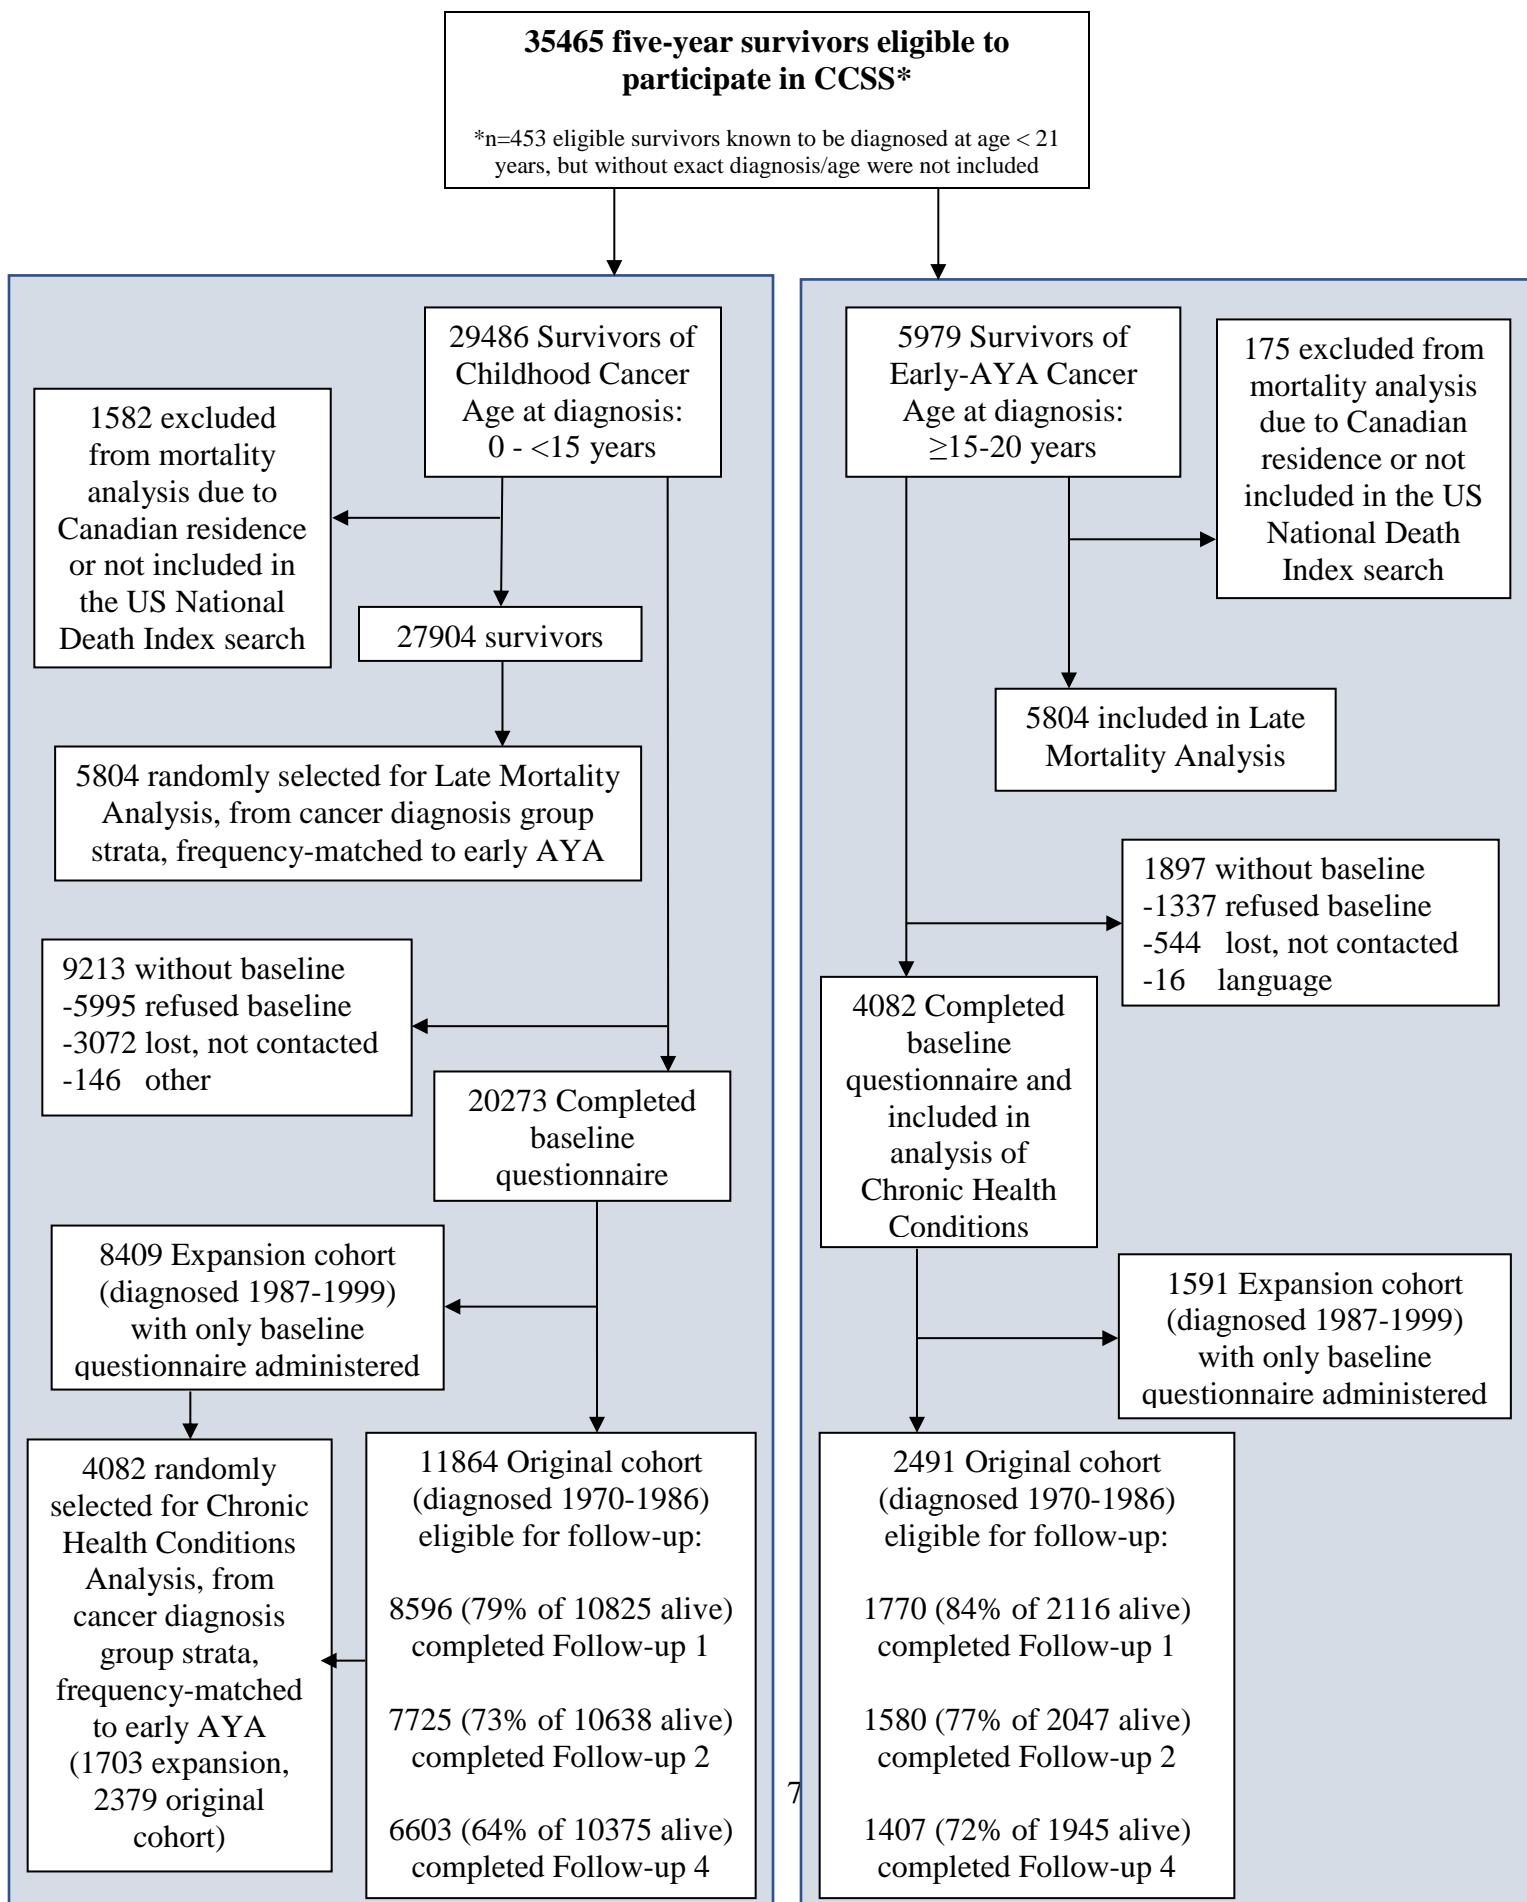 35465 five-year survivors eligible to
participate in CCSS*
*n=453 eligible survivors known to be diagnosed at age < 21
years, but without exact diagnosis/age were not included
29486 Survivors of
Childhood Cancer
Age at diagnosis:
0 - <15 years
1582 excluded
from mortality
analysis due to
Canadian residence
or not included in
the US National
Death Index search
27904 survivors
5804 randomly selected for Late Mortality
Analysis, from cancer diagnosis group
strata, frequency-matched to early AYA
9213 without baseline
-5995 refused baseline
-3072 lost, not contacted
-146 other
20273 Completed
baseline
questionnaire
8409 Expansion cohort
(diagnosed 1987-1999)
with only baseline
questionnaire administered
4082 randomly
selected for Chronic
Health Conditions
Analysis, from
cancer diagnosis
group strata,
frequency-matched
to early AYA
(1703 expansion,
2379 original
cohort)
11864 Original cohort
(diagnosed 1970-1986)
eligible for follow-up:
8596 (79% of 10825 alive)
completed Follow-up 1
7725 (73% of 10638 alive)
completed Follow-up 2
6603 (64% of 10375 alive)
completed Follow-up 4
5979 Survivors of
Early-AYA Cancer
Age at diagnosis:
≥15-20 years
175 excluded from
mortality analysis
due to Canadian
residence or not
included in the US
National Death
Index search
5804 included in Late
Mortality Analysis
1897 without baseline
-1337 refused baseline
-544 lost, not contacted
-16 language
4082 Completed
baseline
questionnaire and
included in
analysis of
Chronic Health
Conditions
1591 Expansion cohort
(diagnosed 1987-1999)
with only baseline
questionnaire administered
2491 Original cohort
(diagnosed 1970-1986)
eligible for follow-up:
1770 (84% of 2116 alive)
completed Follow-up 1
1580 (77% of 2047 alive)
completed Follow-up 2
1407 (72% of 1945 alive)
completed Follow-up 4
7